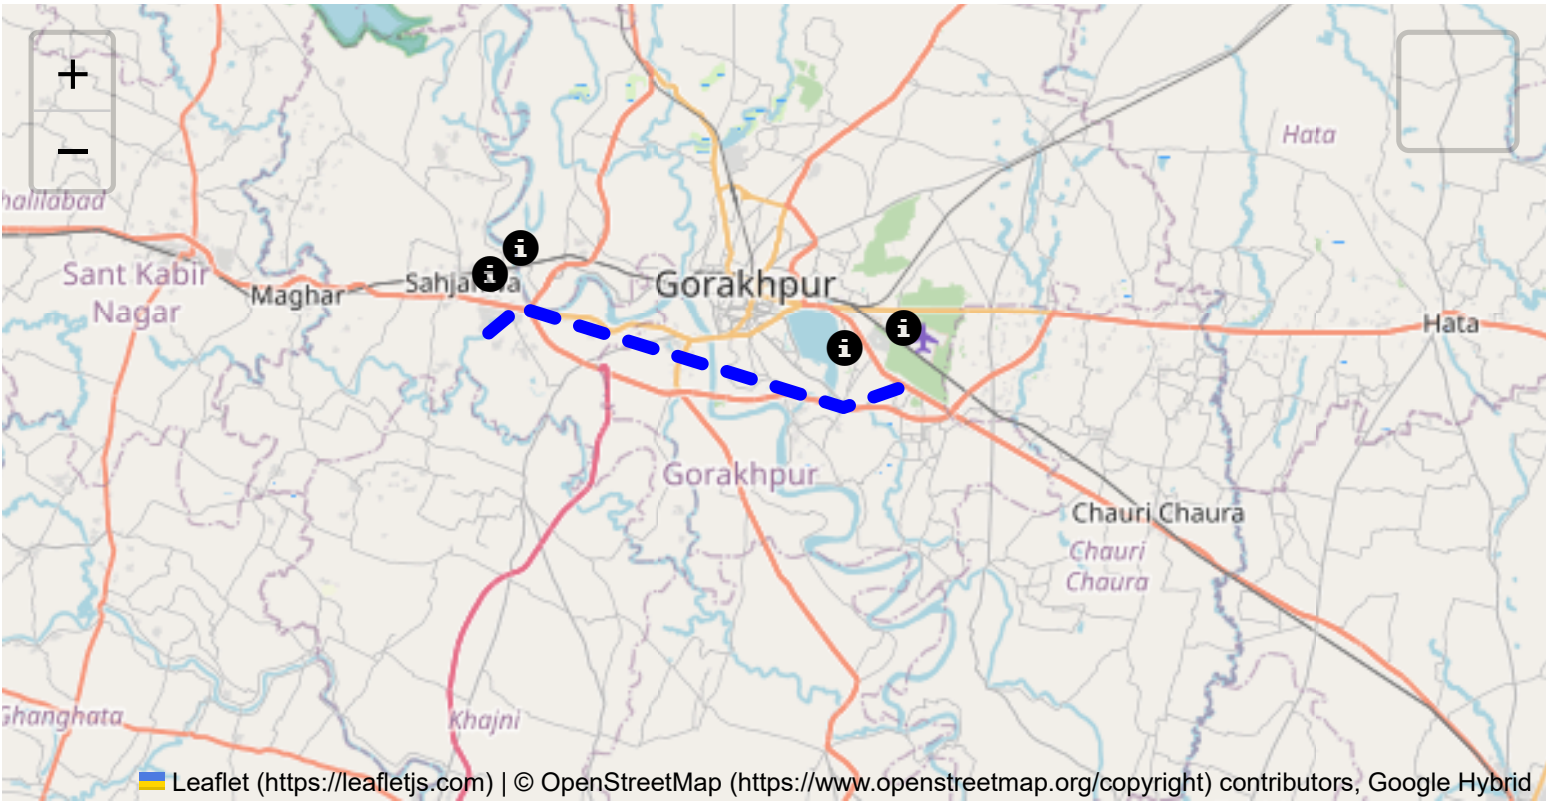 +
−
Hata
halilabad
Sant Kabir
Nagar
Maghar
Gorakhpur
Hata
Gorakhpur
Chauri Chaura
Chauri
Chaura
Ghanghata
Khajni
Leaflet (https://leafletjs.com) | © OpenStreetMap (https://www.openstreetmap.org/copyright) contributors, Google Hybrid